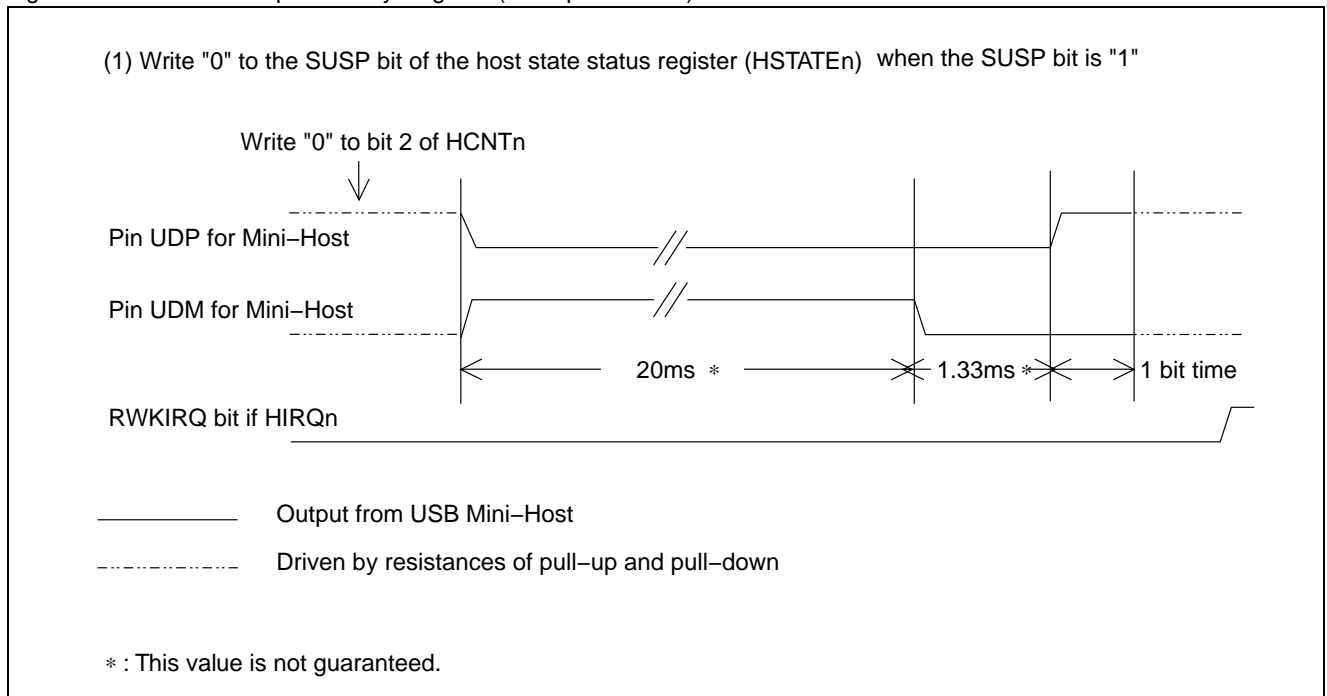 (1) Write "0" to the SUSP bit of the host state status register (HSTATEn) when the SUSP bit is "1"
Write "0" to bit 2 of HCNTn
Pin UDP for Mini−Host
Pin UDM for Mini−Host
20ms * 1.33ms * 1 bit time
RWKIRQ bit if HIRQn
Output from USB Mini−Host
Driven by resistances of pull−up and pull−down
* : This value is not guaranteed.